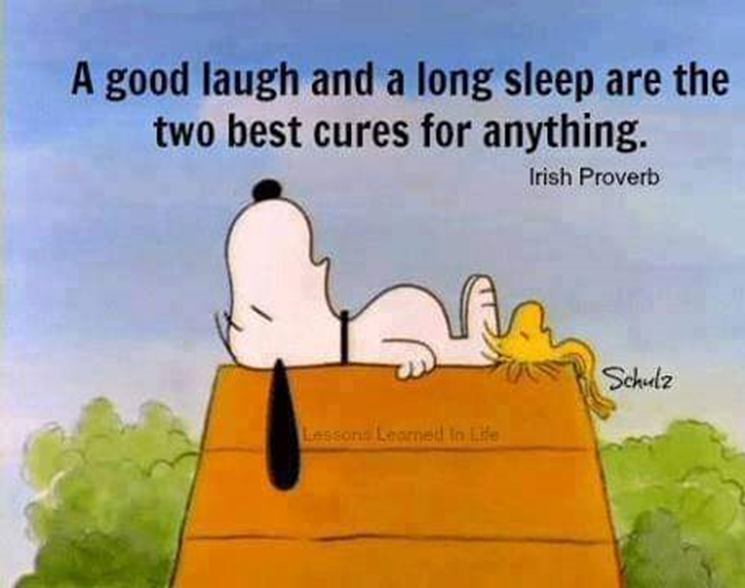 A good laugh and a long sleep are the
two best cures for anything.
Irish Proverb
Schulz
Lessons Learned In Life